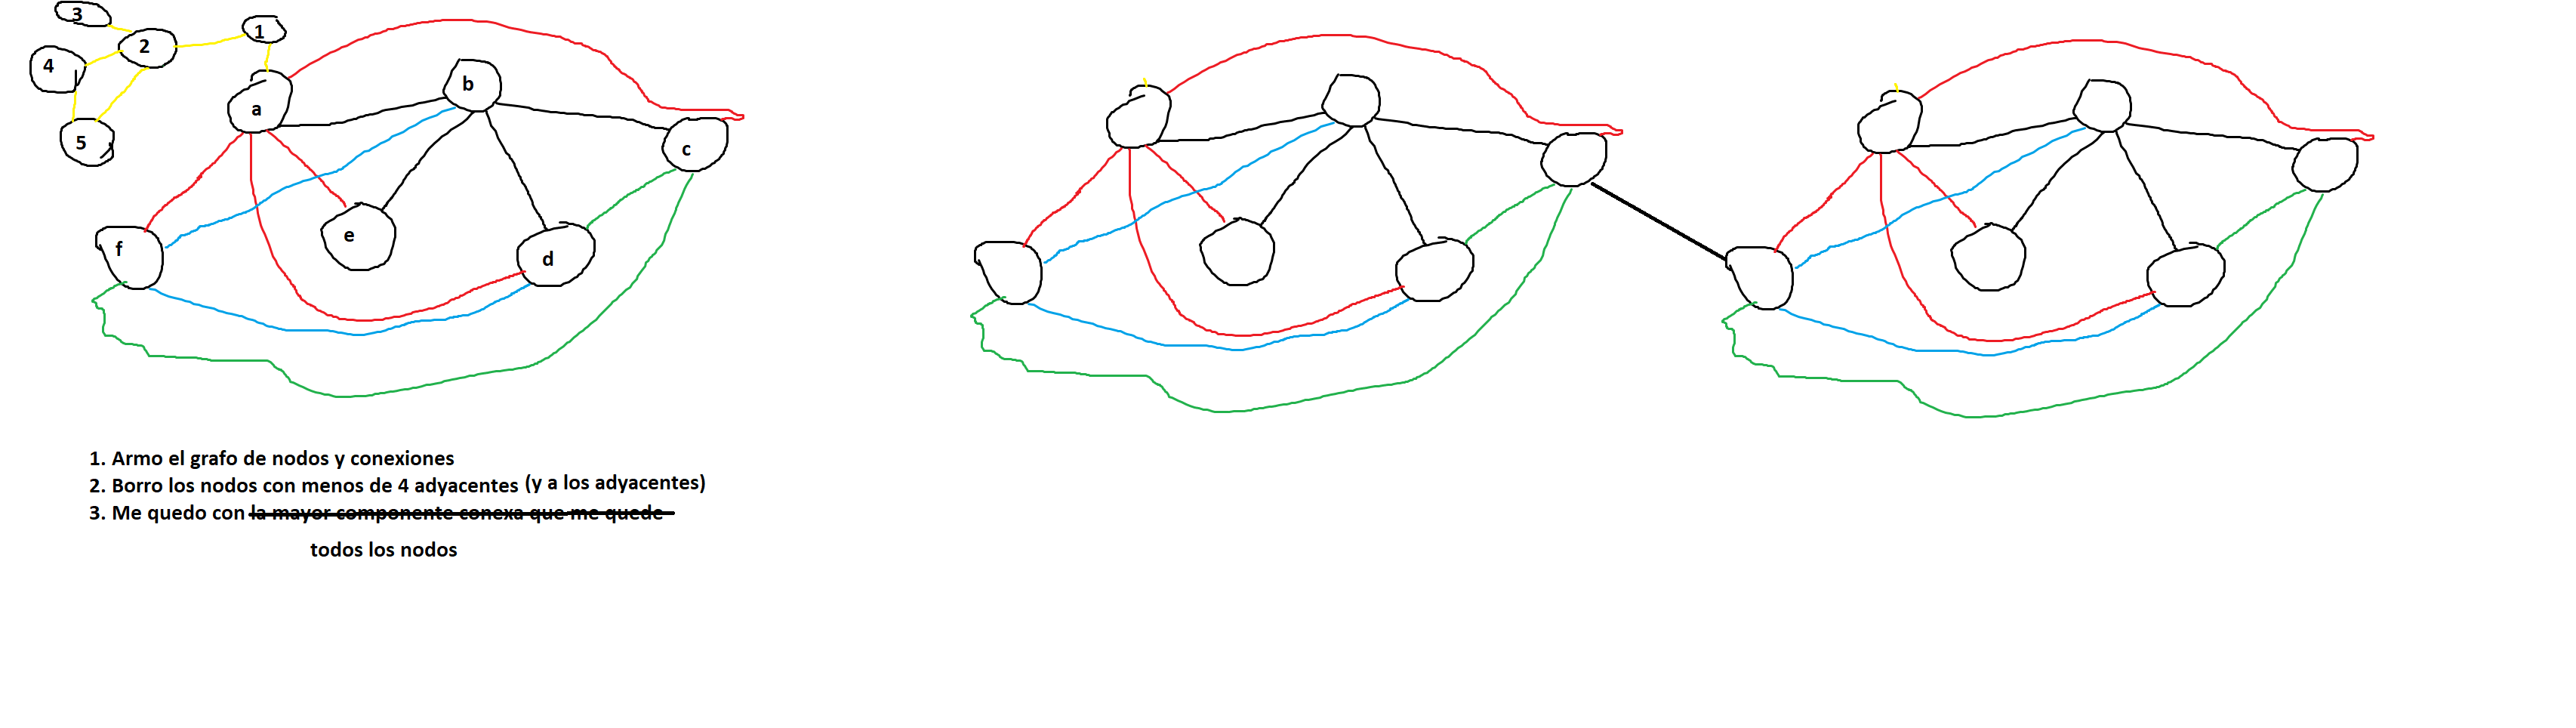 3
1
2
4
5
a
b
c
f
e
d
1. Armo el grafo de nodos y conexiones
2. Borro los nodos con menos de 4 adyacentes (y a los adyacentes)
3. Me quedo con la mayor componente conexa que me quede
todos los nodos